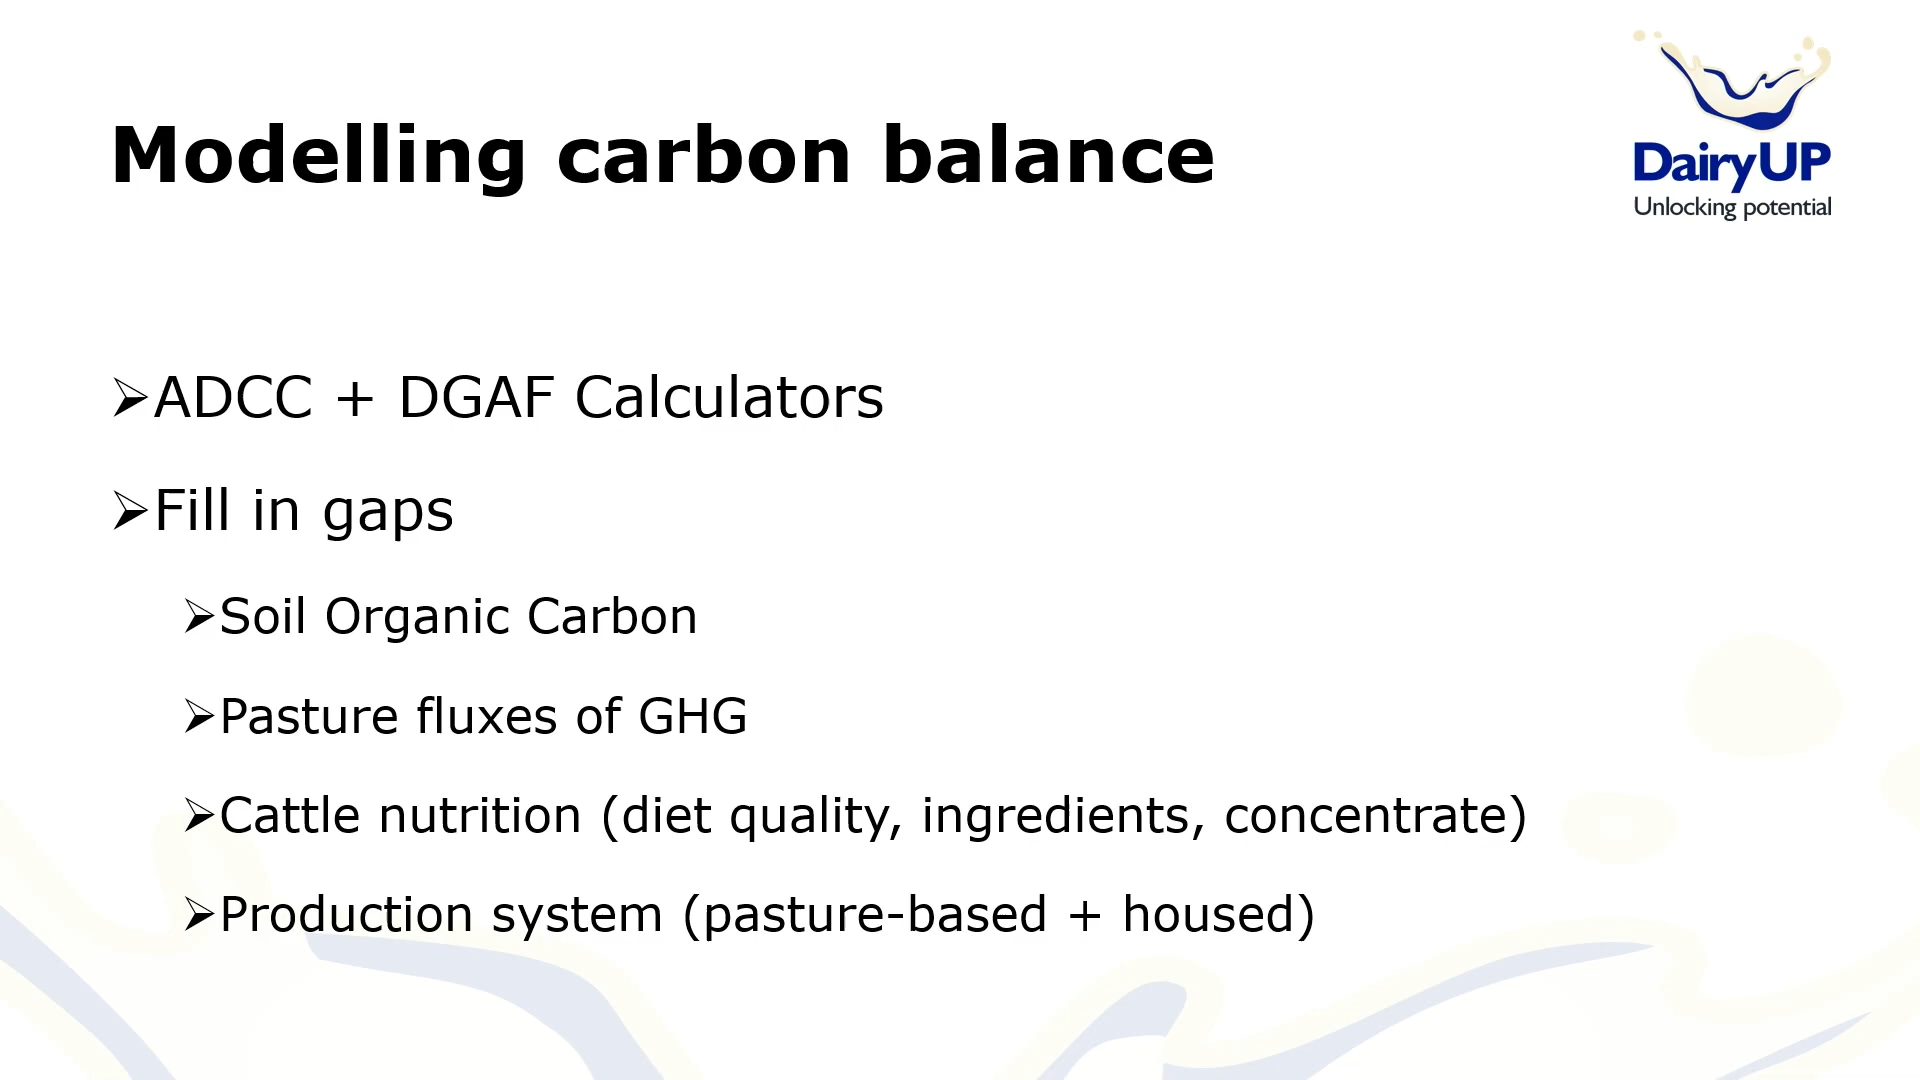 Modelling carbon balance
DairyUP
Unlocking potential
➢ADCC + DGAF Calculators
➢Fill in gaps
➢Soil Organic Carbon
➢Pasture fluxes of GHG
➢Cattle nutrition (diet quality, ingredients, concentrate)
➢Production system (pasture-based + housed)